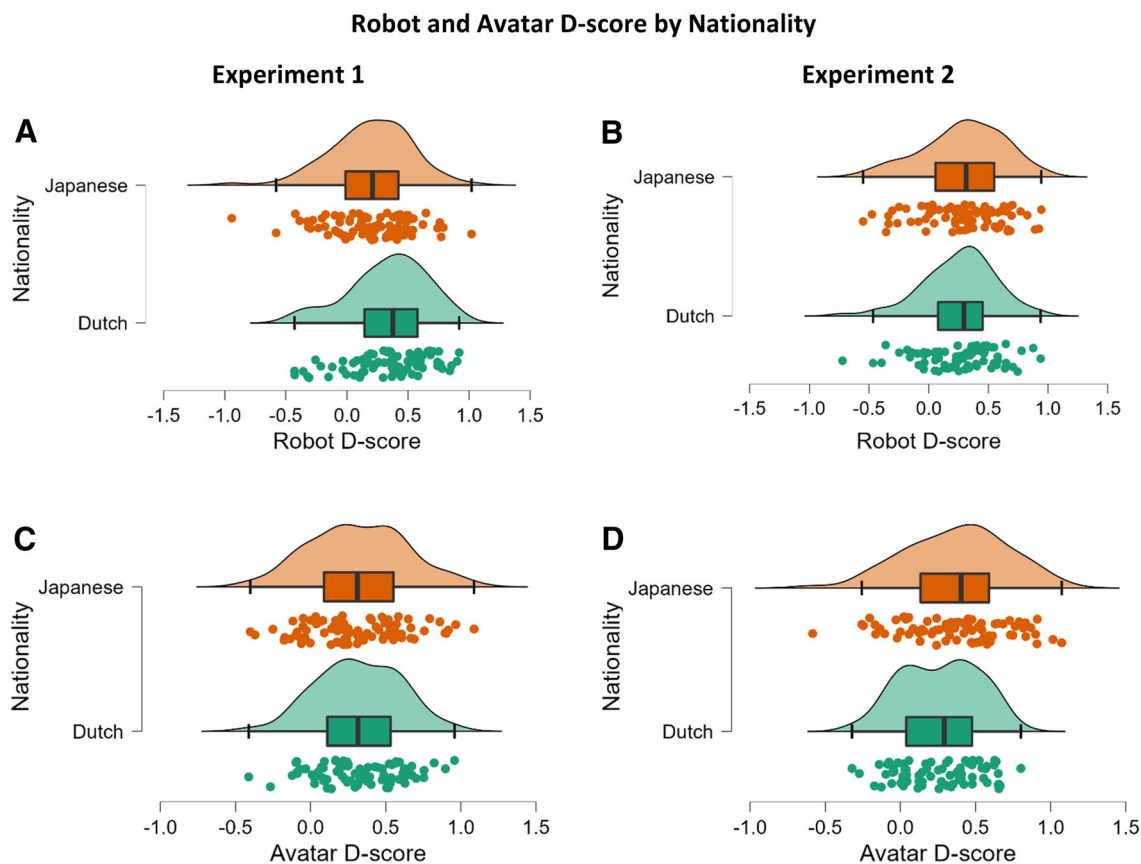 Robot and Avatar D-score by Nationality
Experiment 1
Experiment 2
A
Nationality
Japanese
Dutch
-1.5 -1.0 -0.5 0.0 0.5 1.0 1.5
Robot D-score
B
Nationality
Japanese
Dutch
-1.5 -1.0 -0.5 0.0 0.5 1.0 1.5
Robot D-score
C
Nationality
Japanese
Dutch
-1.0 -0.5 0.0 0.5 1.0 1.5
Avatar D-score
D
Nationality
Japanese
Dutch
-1.0 -0.5 0.0 0.5 1.0 1.5
Avatar D-score